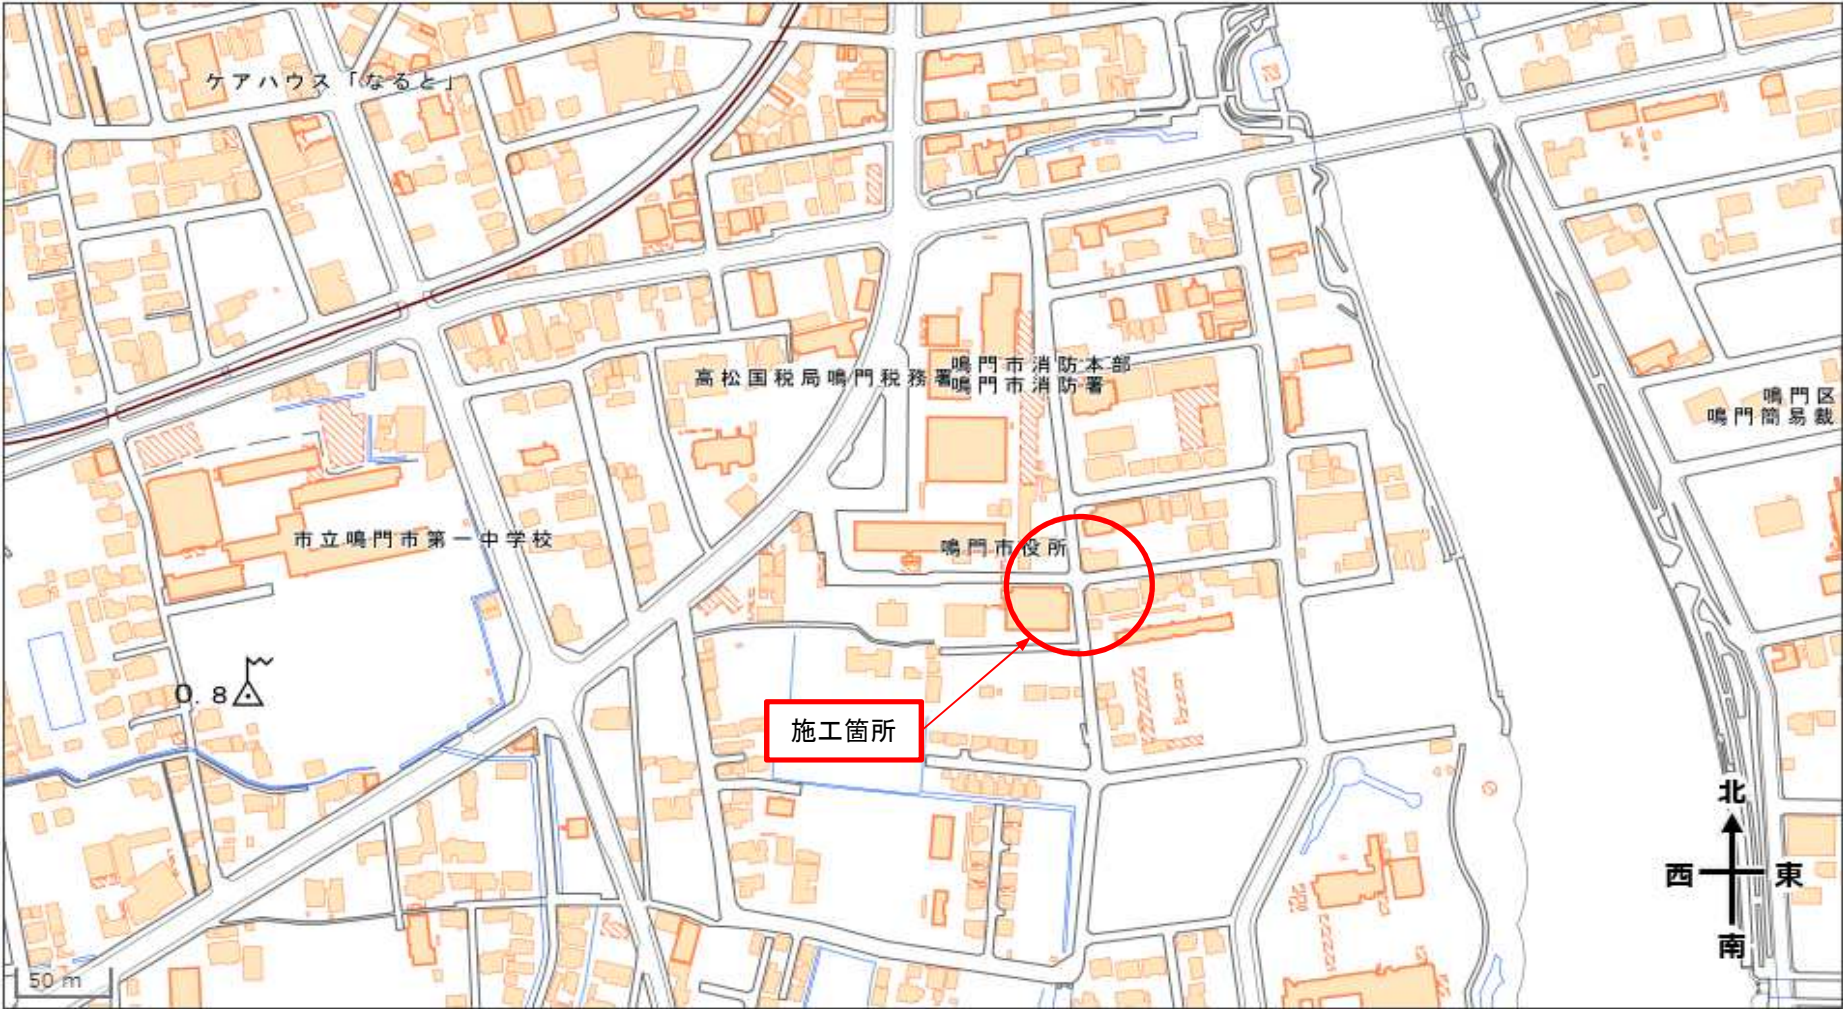 ケアハウス「なると」
高松国税局鳴門税務署
鳴門市消防本部
鳴門市消防署
鳴門区
鳴門簡易裁
市立鳴門市第一中学校
鳴門市役所
0.8
施工箇所
北
西
東
南
50 m